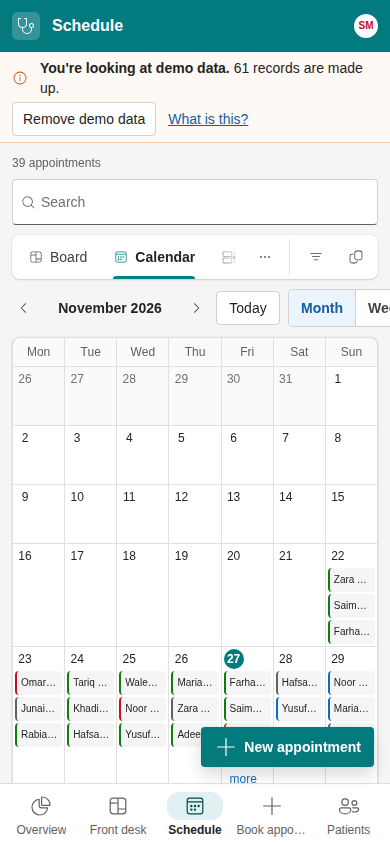 Schedule
SM
You're looking at demo data. 61 records are made
up.
Remove demo data
What is this?
39 appointments
Search
Board
Calendar
November 2026
Today
Month
Mon Tue Wed Thu Fri Sat Sun
26 27 28 29 30 31 1
2 3 4 5 6 7 8
9 10 11 12 13 14 15
16 17 18 19 20 21 22
Zara ...
Saim...
Farha...
23 24 25 26 27 28 29
Omar... Tariq ... Wale... Maria... Farha... Hafsa... Noor ...
Junai... Khadi... Noor ... Zara ... Saim... Yusuf... Maria...
Rabia... Hafsa... Yusuf...
New appointment
more
Overview Front desk Schedule Book appo... Patients